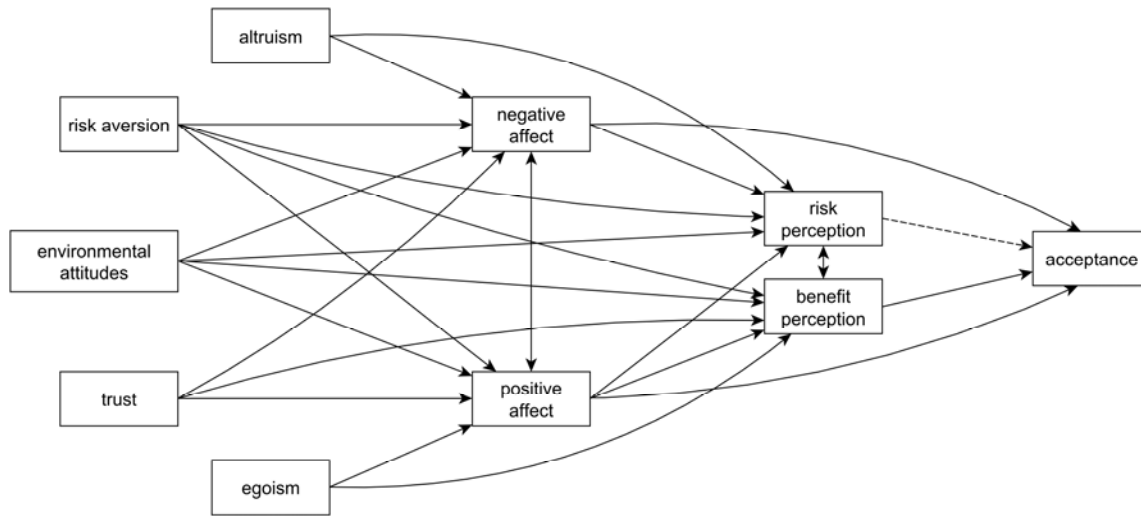 altruism
risk aversion
negative
affect
risk
perception
environmental
attitudes
acceptance
benefit
perception
trust
positive
affect
egoism